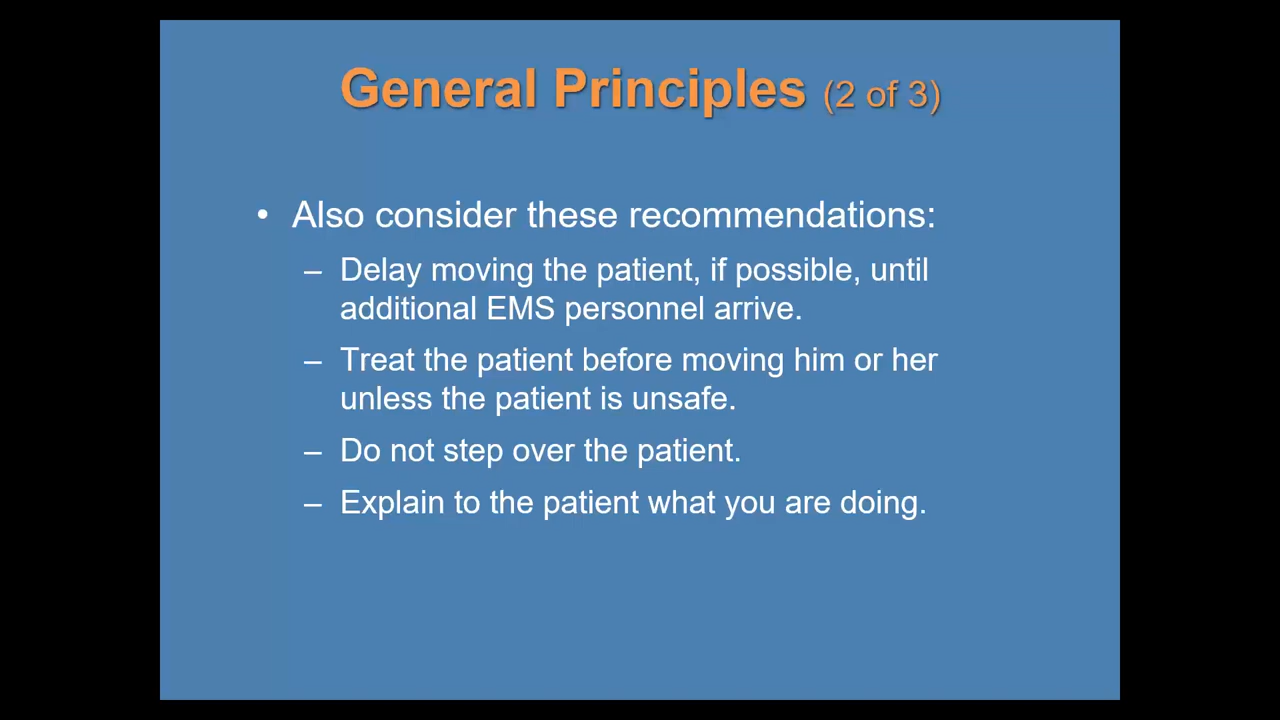 General Principles (2 of 3)
• Also consider these recommendations:
– Delay moving the patient, if possible, until
additional EMS personnel arrive.
– Treat the patient before moving him or her
unless the patient is unsafe.
– Do not step over the patient.
– Explain to the patient what you are doing.